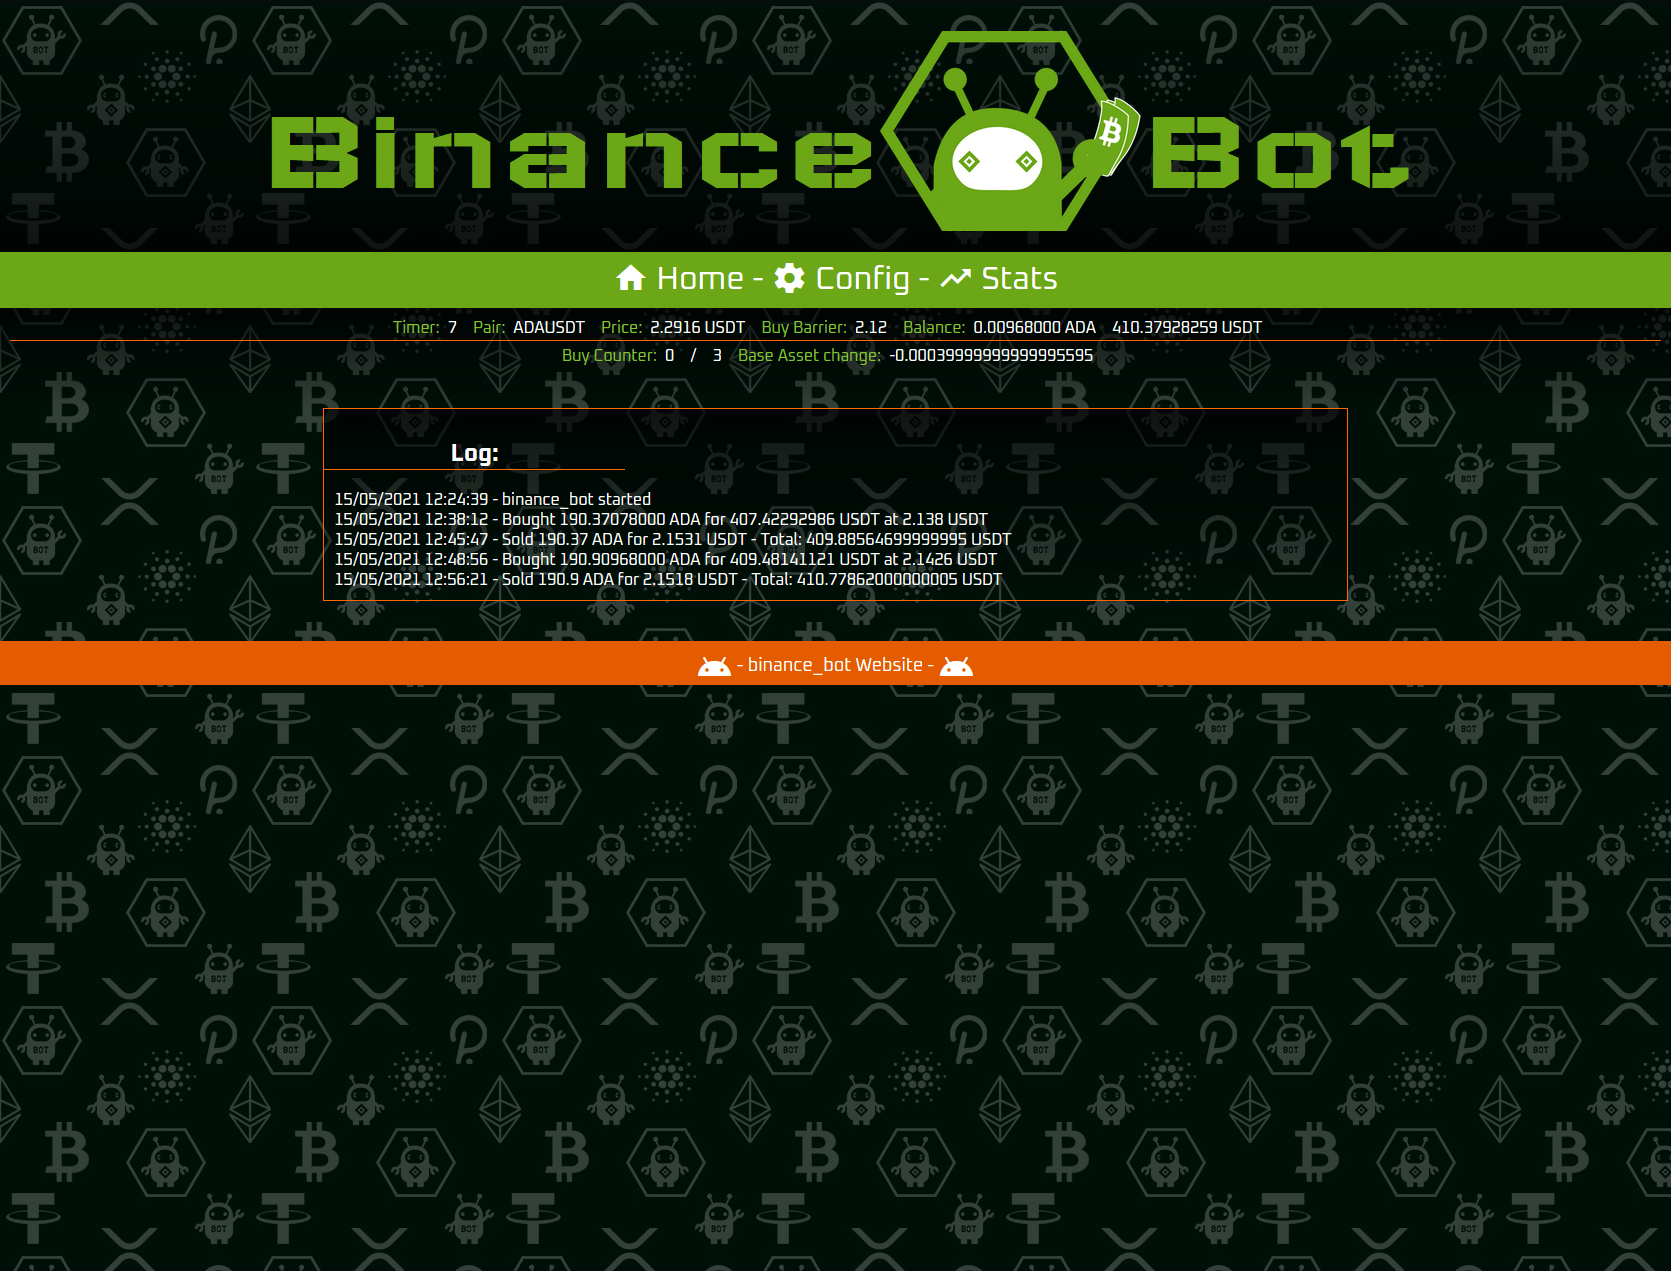 Binance Bot
Home - Config - Stats
Timer: 7 Pair: ADAUSDT Price: 2.2916 USDT Buy Barrier: 2.12 Balance: 0.00968000 ADA 410.37928259 USDT
Buy Counter: 0 / 3 Base Asset change: -0.00039999999999995595
Log:
15/05/2021 12:24:39 - binance_bot started
15/05/2021 12:38:12 - Bought 190.37078000 ADA for 407.42292986 USDT at 2.138 USDT
15/05/2021 12:45:47 - Sold 190.37 ADA for 2.1531 USDT - Total: 409.88564699999995 USDT
15/05/2021 12:48:56 - Bought 190.90968000 ADA for 409.48141121 USDT at 2.1426 USDT
15/05/2021 12:56:21 - Sold 190.9 ADA for 2.1518 USDT - Total: 410.77862000000005 USDT
- binance_bot Website -